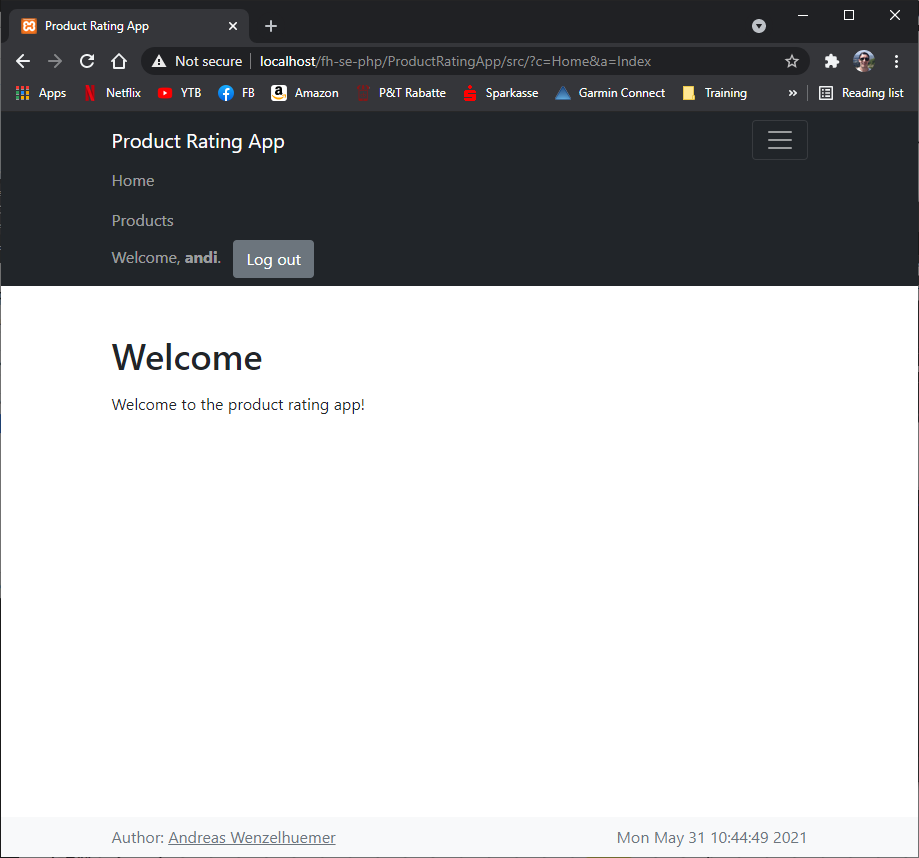 Product Rating App
Not secure localhost/fh-se-php/ProductRatingApp/src/?c=Home&a=Index
Apps Netflix YTB FB Amazon P&T Rabatte Sparkasse Garmin Connect Training » Reading list
Product Rating App
Home
Products
Welcome, andi. Log out
Welcome
Welcome to the product rating app!
Author: Andreas Wenzelhuemer Mon May 31 10:44:49 2021